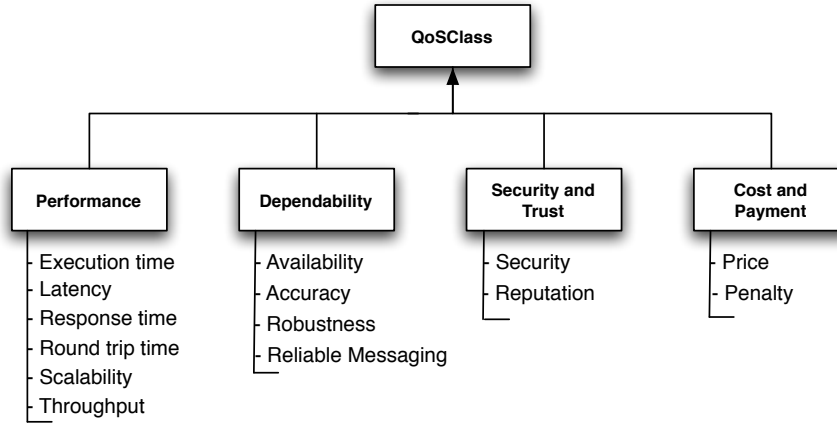 QoSClass
Performance
- Execution time
- Latency
- Response time
- Round trip time
- Scalability
- Throughput
Dependability
- Availability
- Accuracy
- Robustness
- Reliable Messaging
Security and
Trust
- Security
- Reputation
Cost and
Payment
- Price
- Penalty